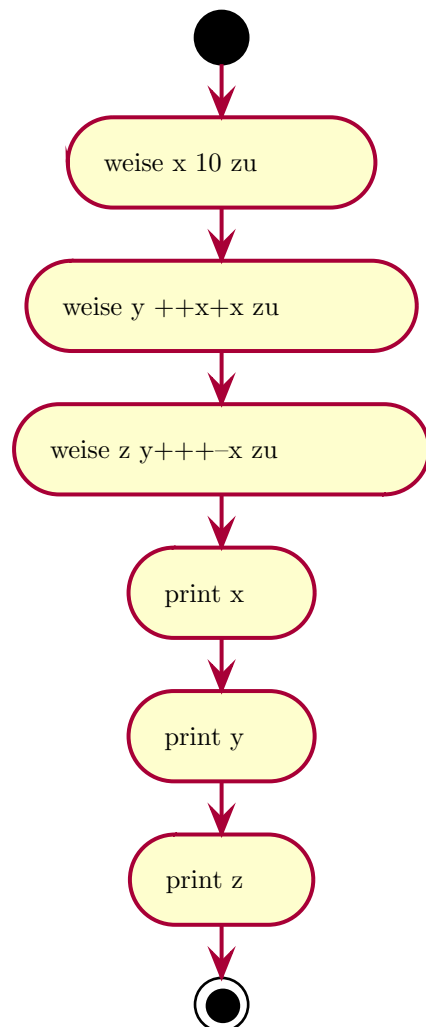 weise x 10 zu
weise y ++x+x zu
weise z y+++–x zu
print x
print y
print z